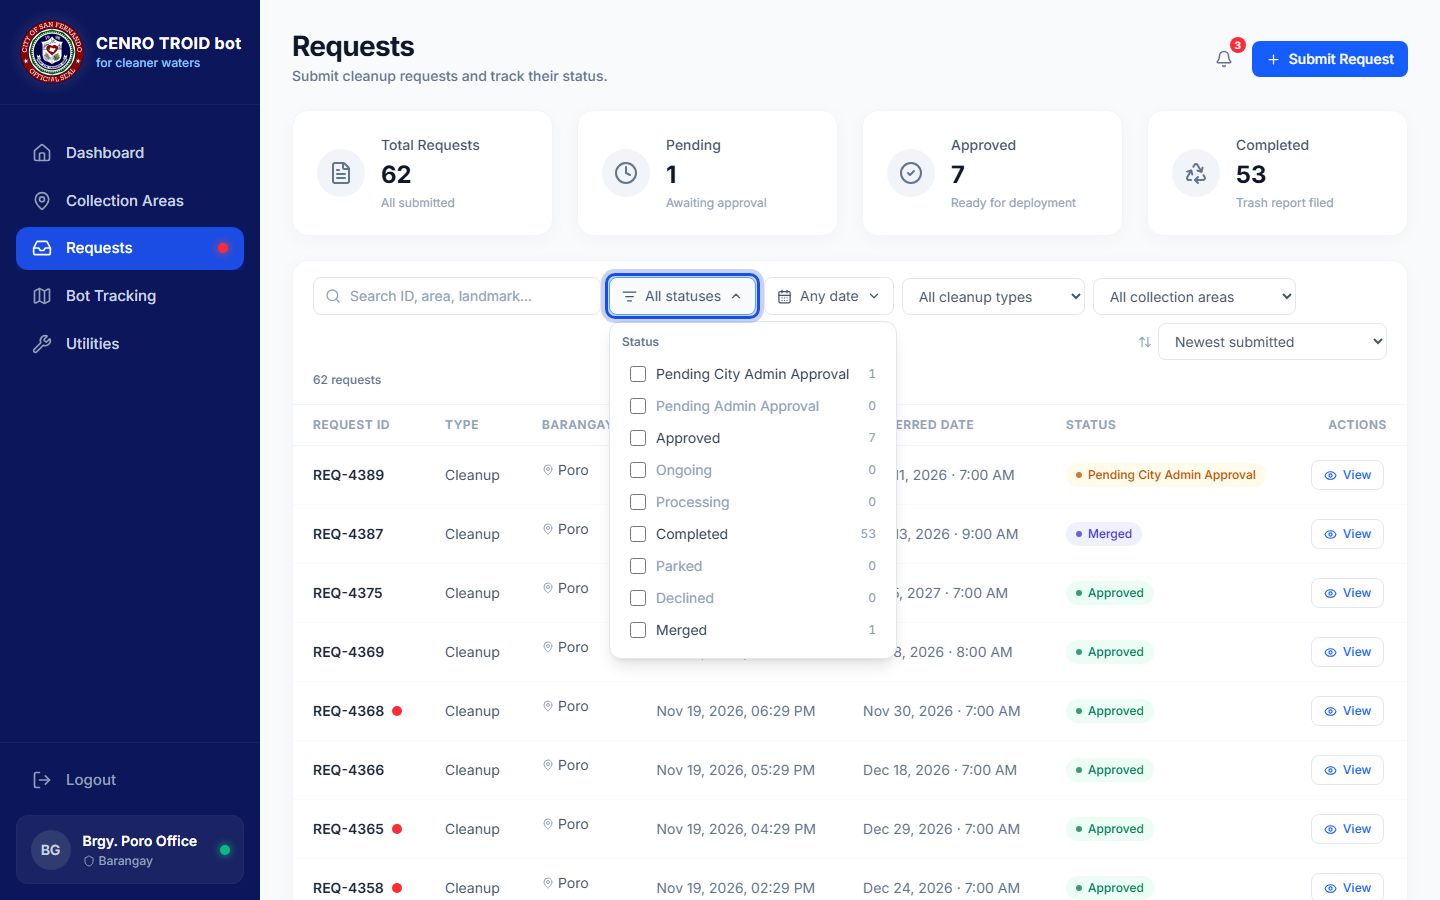 CITY OF SAN FERNANDO
OFFICIAL SEAL
CENRO TROID bot
for cleaner waters
Dashboard
Collection Areas
Requests
Bot Tracking
Utilities
Logout
BG
Brgy. Poro Office
Barangay
Requests
Submit cleanup requests and track their status.
3
Submit Request
Total Requests
62
All submitted
Pending
1
Awaiting approval
Approved
7
Ready for deployment
Completed
53
Trash report filed
Search ID, area, landmark...
All statuses
Any date
All cleanup types
All collection areas
Newest submitted
62 requests
Status
Pending City Admin Approval 1
Pending Admin Approval 0
Approved 7
Ongoing 0
Processing 0
Completed 53
Parked 0
Declined 0
Merged 1
REQUEST ID TYPE BARANGAY ERRED DATE STATUS ACTIONS
REQ-4389 Cleanup Poro 11, 2026 · 7:00 AM Pending City Admin Approval View
REQ-4387 Cleanup Poro 13, 2026 · 9:00 AM Merged View
REQ-4375 Cleanup Poro , 2027 · 7:00 AM Approved View
REQ-4369 Cleanup Poro 8, 2026 · 8:00 AM Approved View
REQ-4368 Cleanup Poro Nov 19, 2026, 06:29 PM Nov 30, 2026 · 7:00 AM Approved View
REQ-4366 Cleanup Poro Nov 19, 2026, 05:29 PM Dec 18, 2026 · 7:00 AM Approved View
REQ-4365 Cleanup Poro Nov 19, 2026, 04:29 PM Dec 29, 2026 · 7:00 AM Approved View
REQ-4358 Cleanup Poro Nov 19, 2026, 02:29 PM Dec 24, 2026 · 7:00 AM Approved View